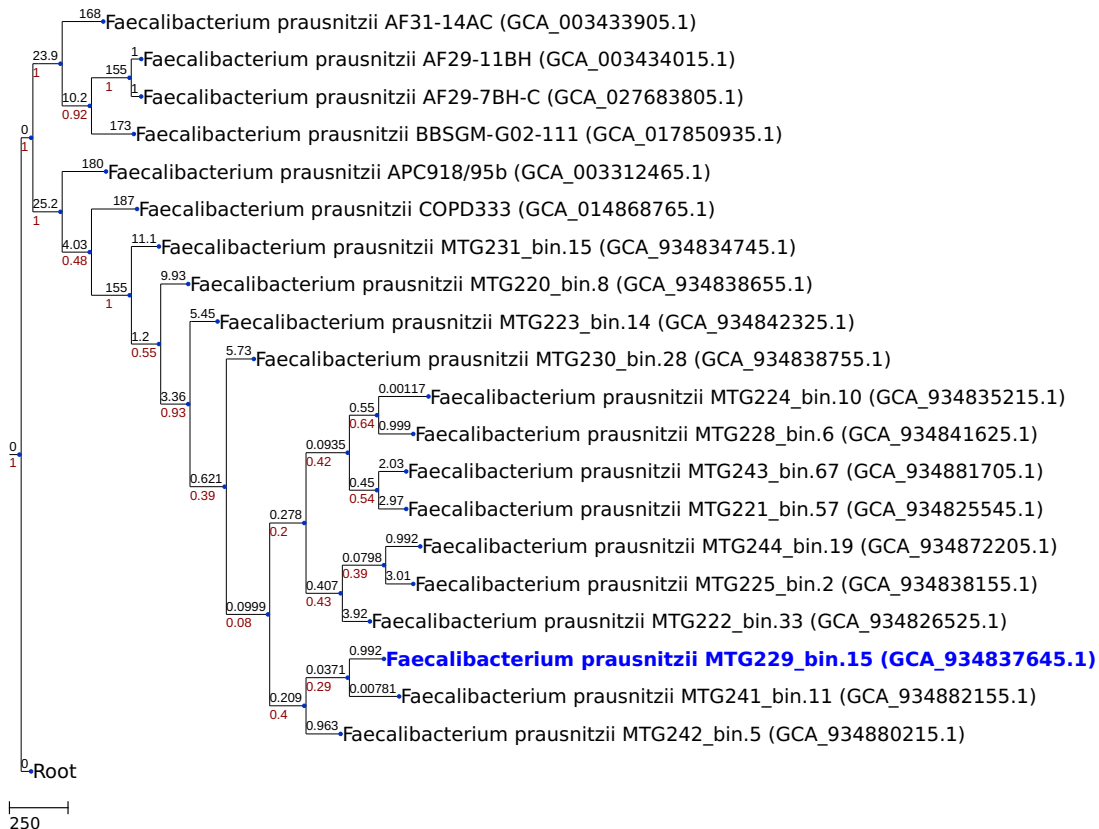 168 Faecalibacterium prausnitzii AF31-14AC (GCA_003433905.1)
23.9
1
1 Faecalibacterium prausnitzii AF29-11BH (GCA_003434015.1)
155
1
1 Faecalibacterium prausnitzii AF29-7BH-C (GCA_027683805.1)
10.2
0.92
173 Faecalibacterium prausnitzii BBSGM-G02-111 (GCA_017850935.1)
0
1
180 Faecalibacterium prausnitzii APC918/95b (GCA_003312465.1)
25.2
1
187 Faecalibacterium prausnitzii COPD333 (GCA_014868765.1)
4.03
0.48
11.1 Faecalibacterium prausnitzii MTG231_bin.15 (GCA_934834745.1)
9.93 Faecalibacterium prausnitzii MTG220_bin.8 (GCA_934838655.1)
155
1
5.45 Faecalibacterium prausnitzii MTG223_bin.14 (GCA_934842325.1)
1.2
0.55
5.73 Faecalibacterium prausnitzii MTG230_bin.28 (GCA_934838755.1)
3.36
0.93
0.00117 Faecalibacterium prausnitzii MTG224_bin.10 (GCA_934835215.1)
0.55
0.64
0.999 Faecalibacterium prausnitzii MTG228_bin.6 (GCA_934841625.1)
0.0935
0.42
0
1
2.03 Faecalibacterium prausnitzii MTG243_bin.67 (GCA_934881705.1)
0.45
0.54
0.621
0.39
2.97 Faecalibacterium prausnitzii MTG221_bin.57 (GCA_934825545.1)
0.278
0.2
0.992 Faecalibacterium prausnitzii MTG244_bin.19 (GCA_934872205.1)
0.0798
0.39
3.01 Faecalibacterium prausnitzii MTG225_bin.2 (GCA_934838155.1)
0.407
0.43
0.0999
0.08
3.92 Faecalibacterium prausnitzii MTG222_bin.33 (GCA_934826525.1)
0.992 Faecalibacterium prausnitzii MTG229_bin.15 (GCA_934837645.1)
0.0371
0.29
0.00781 Faecalibacterium prausnitzii MTG241_bin.11 (GCA_934882155.1)
0.209
0.4
0.963 Faecalibacterium prausnitzii MTG242_bin.5 (GCA_934880215.1)
0 Root
250